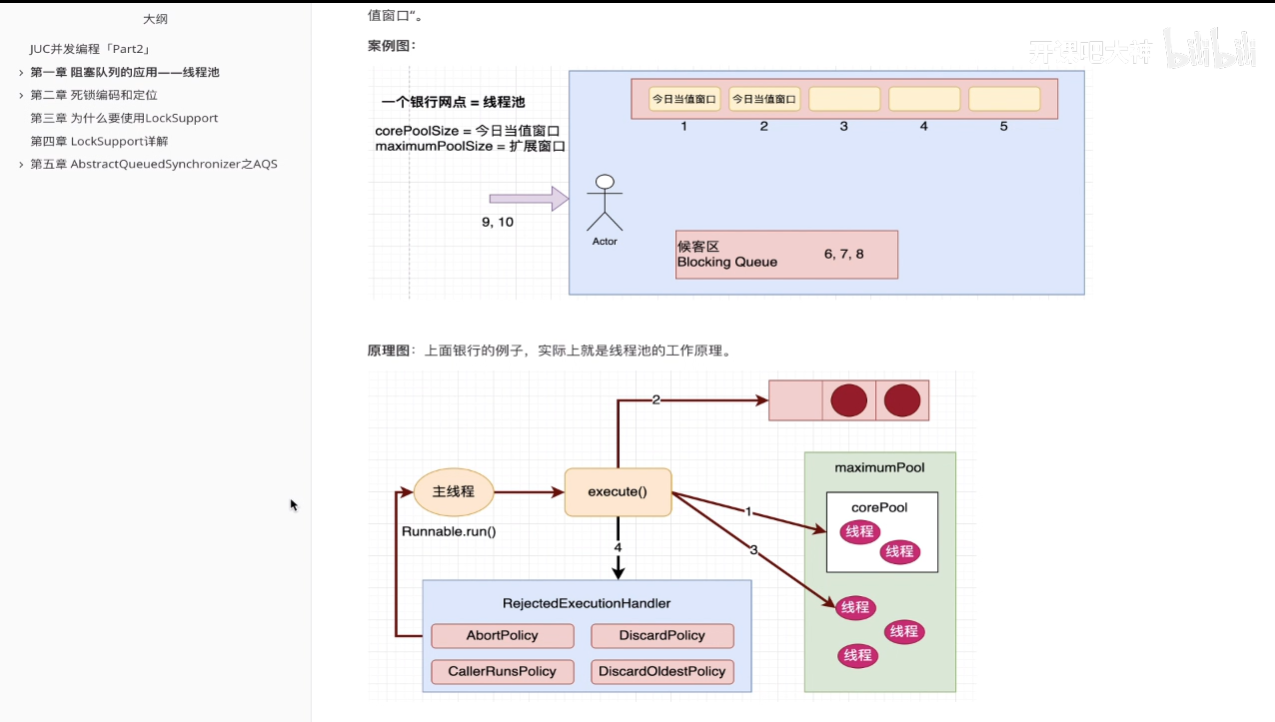 大纲
JUC并发编程「Part2」
第一章 阻塞队列的应用——线程池
第二章 死锁编码和定位
第三章 为什么要使用LockSupport
第四章 LockSupport详解
第五章 AbstractQueuedSynchronizer之AQS
值窗口“。
案例图：
开课吧大神 bilibili
一个银行网点 = 线程池
corePoolSize = 今日当值窗口
maximumPoolSize = 扩展窗口
今日当值窗口 今日当值窗口
1 2 3 4 5
9, 10
Actor
候客区
Blocking Queue
6, 7, 8
原理图：上面银行的例子，实际上就是线程池的工作原理。
2
maximumPool
corePool
线程
线程
线程
线程
线程
主线程
execute()
Runnable.run()
1
3
4
RejectedExecutionHandler
AbortPolicy DiscardPolicy
CallerRunsPolicy DiscardOldestPolicy